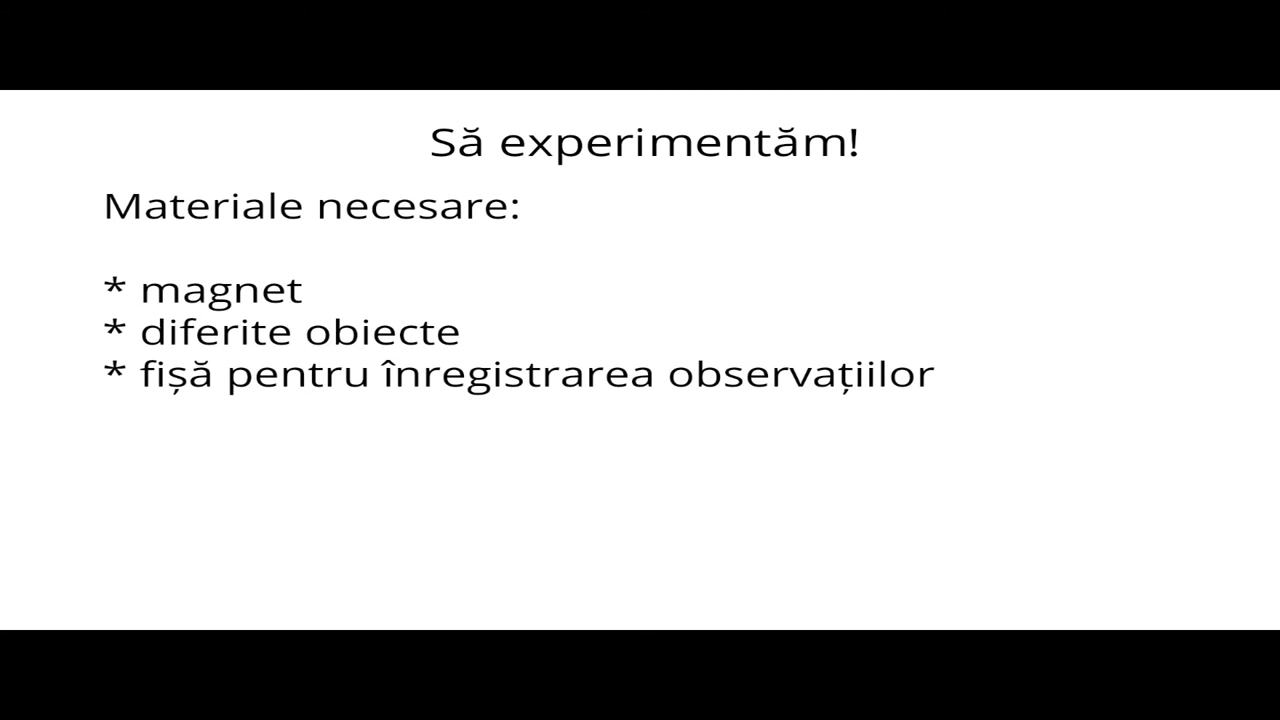 Să experimentăm!
Materiale necesare:
* magnet
* diferite obiecte
* fișă pentru înregistrarea observațiilor